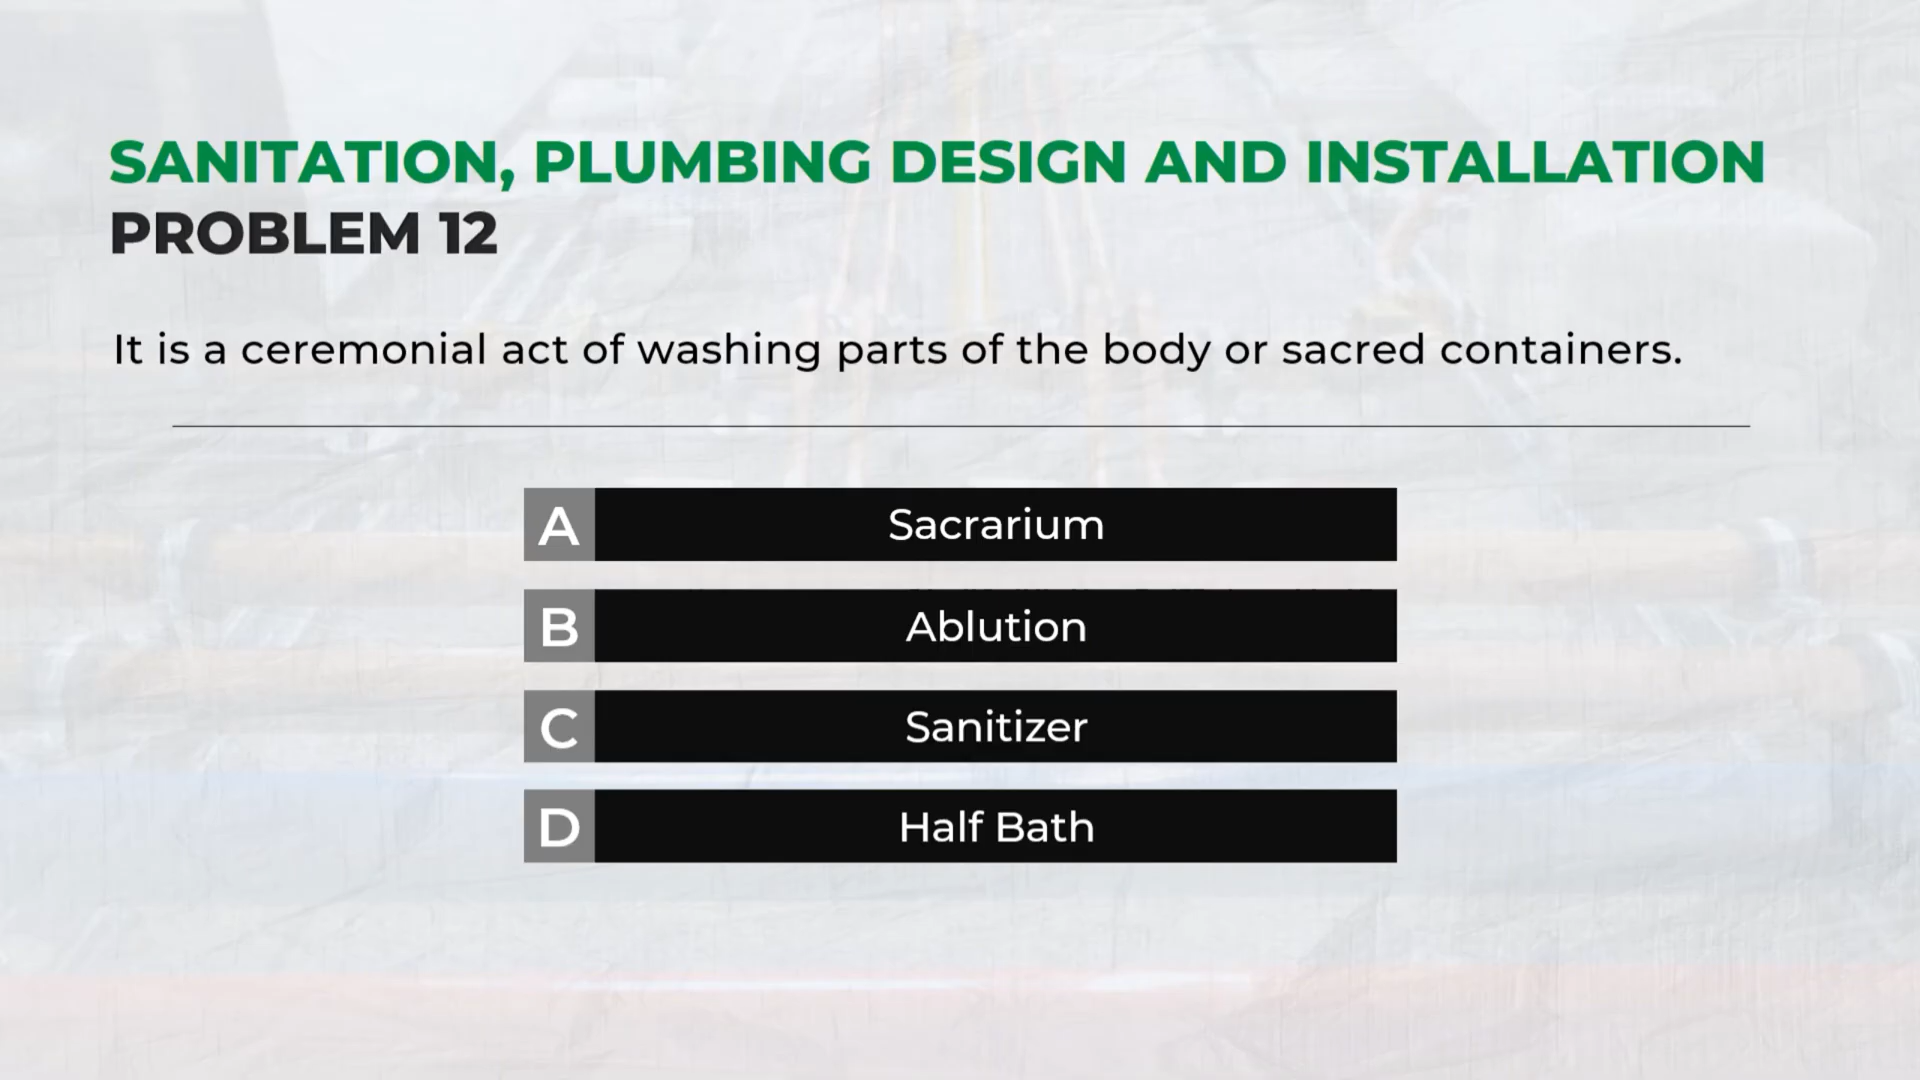 SANITATION, PLUMBING DESIGN AND INSTALLATION
PROBLEM 12
It is a ceremonial act of washing parts of the body or sacred containers.
A Sacrarium
B Ablution
C Sanitizer
D Half Bath